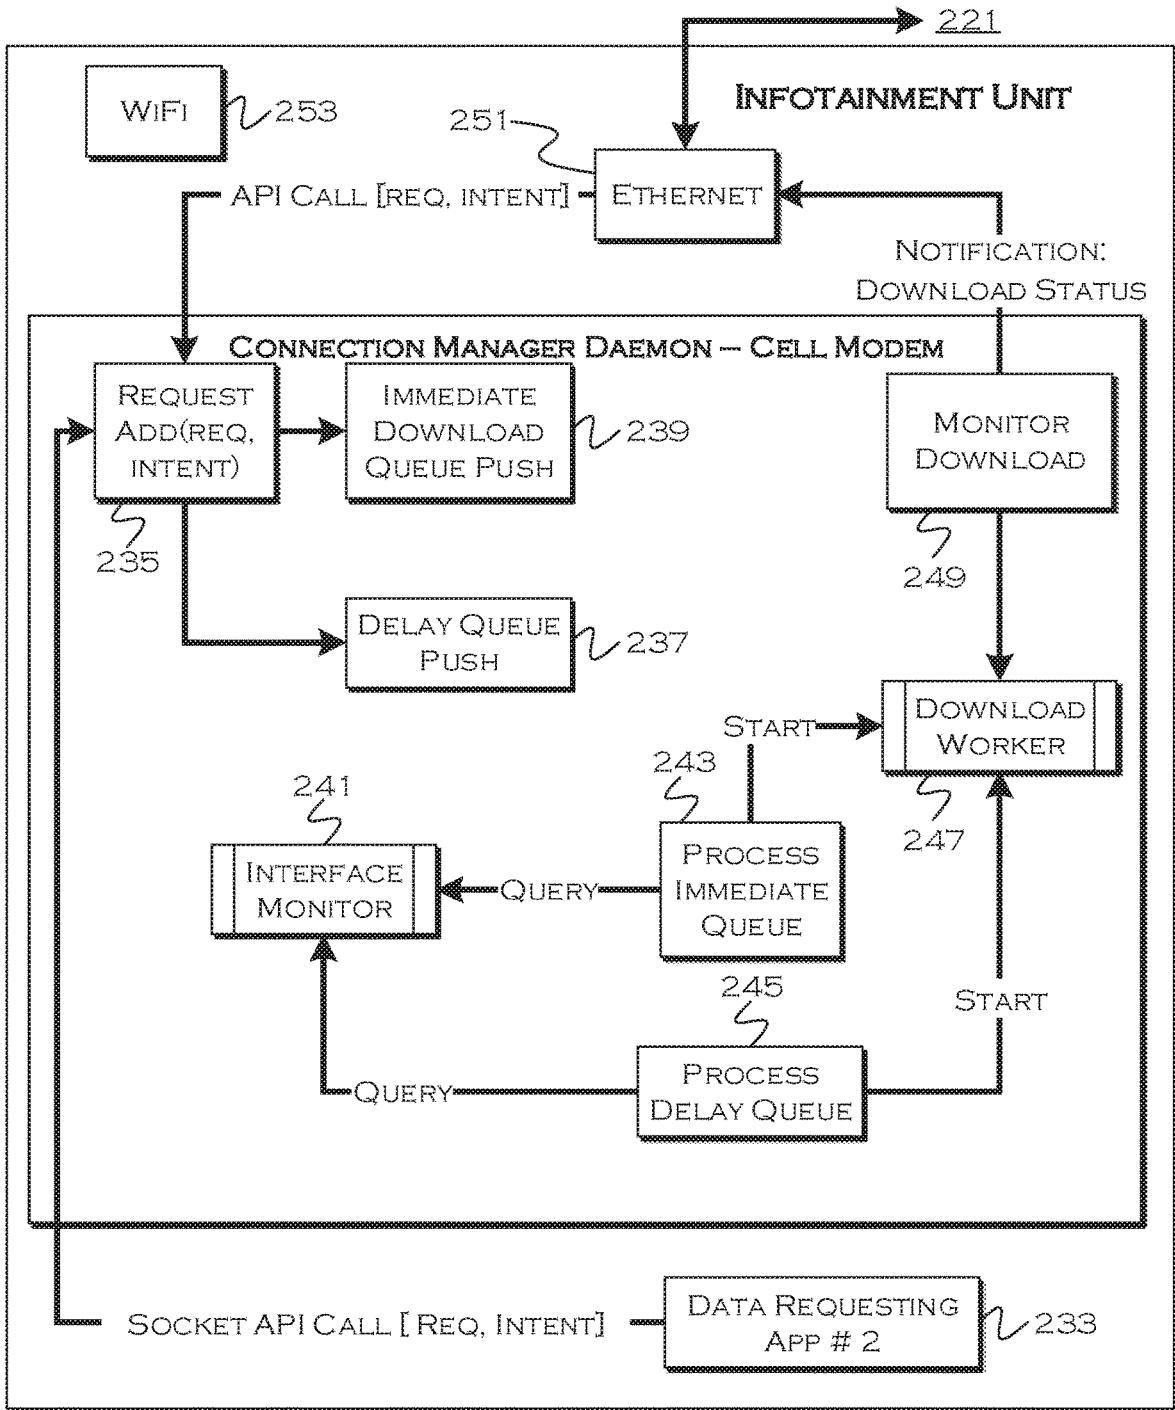 221
INFOTAINMENT UNIT
WIFI
253
251
ETHERNET
API CALL [REQ, INTENT]
NOTIFICATION:
DOWNLOAD STATUS
CONNECTION MANAGER DAEMON – CELL MODEM
REQUEST
ADD(REQ,
INTENT)
235
IMMEDIATE
DOWNLOAD
QUEUE PUSH
239
MONITOR
DOWNLOAD
249
DELAY QUEUE
PUSH
237
DOWNLOAD
WORKER
247
START
243
241
INTERFACE
MONITOR
QUERY
PROCESS
IMMEDIATE
QUEUE
245
START
QUERY
PROCESS
DELAY QUEUE
SOCKET API CALL [ REQ, INTENT]
DATA REQUESTING
APP # 2
233